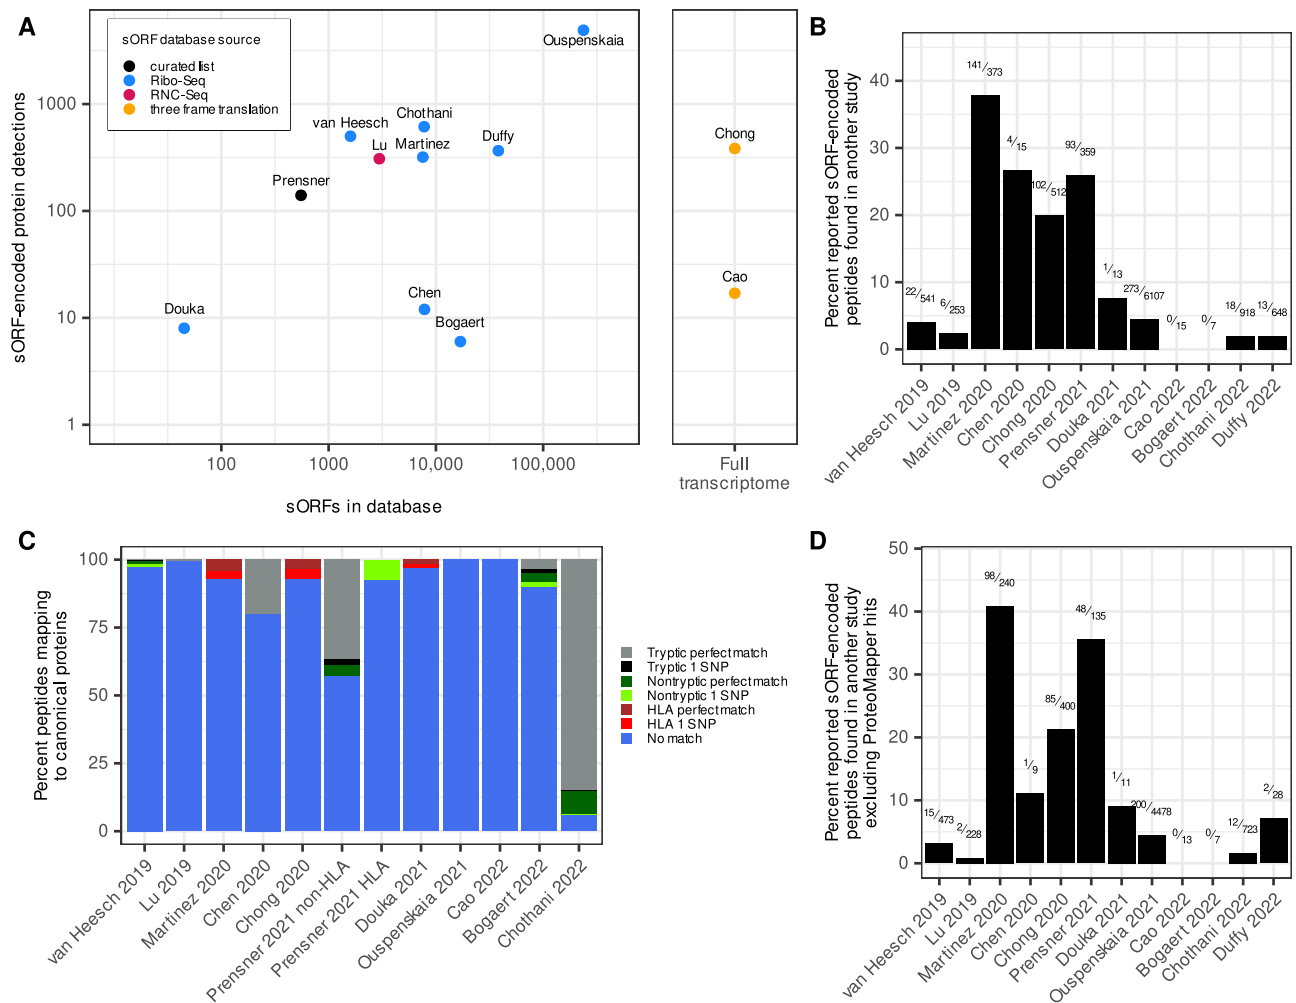 A
sORF-encoded protein detections
1000
100
10
1
sORF database source
curated list
Ribo-Seq
RNC-Seq
three frame translation
Ouspenskaia
van Heesch
Chothani
Lu
Martinez
Duffy
Prensner
Douka
Chen
Bogaert
Chong
Cao
100
1000
10,000
100,000
sORFs in database
Full
transcriptome
B
Percent reported sORF-encoded
peptides found in another study
40
30
20
10
0
22/541
6/253
141/373
4/15
102/512
93/359
1/13
273/6107
0/15
0/7
18/918
13/648
van Heesch 2019
Lu 2019
Martinez 2020
Chen 2020
Chong 2020
Prensner 2021
Douka 2021
Ouspenskaia 2021
Cao 2022
Bogaert 2022
Chothani 2022
Duffy 2022
C
Percent peptides mapping
to canonical proteins
100
75
50
25
0
van Heesch 2019
Lu 2019
Martinez 2020
Chen 2020
Chong 2020
Prensner 2021 non-HLA
Prensner 2021 HLA
Douka 2021
Ouspenskaia 2021
Cao 2022
Bogaert 2022
Chothani 2022
Tryptic perfect match
Tryptic 1 SNP
Nontryptic perfect match
Nontryptic 1 SNP
HLA perfect match
HLA 1 SNP
No match
D
Percent reported sORF-encoded
peptides found in another study
excluding ProteoMapper hits
50
40
30
20
10
0
15/473
2/228
98/240
1/9
85/400
48/135
1/11
200/4478
0/13
0/7
12/723
2/28
van Heesch 2019
Lu 2019
Martinez 2020
Chen 2020
Chong 2020
Prensner 2021
Douka 2021
Ouspenskaia 2021
Cao 2022
Bogaert 2022
Chothani 2022
Duffy 2022